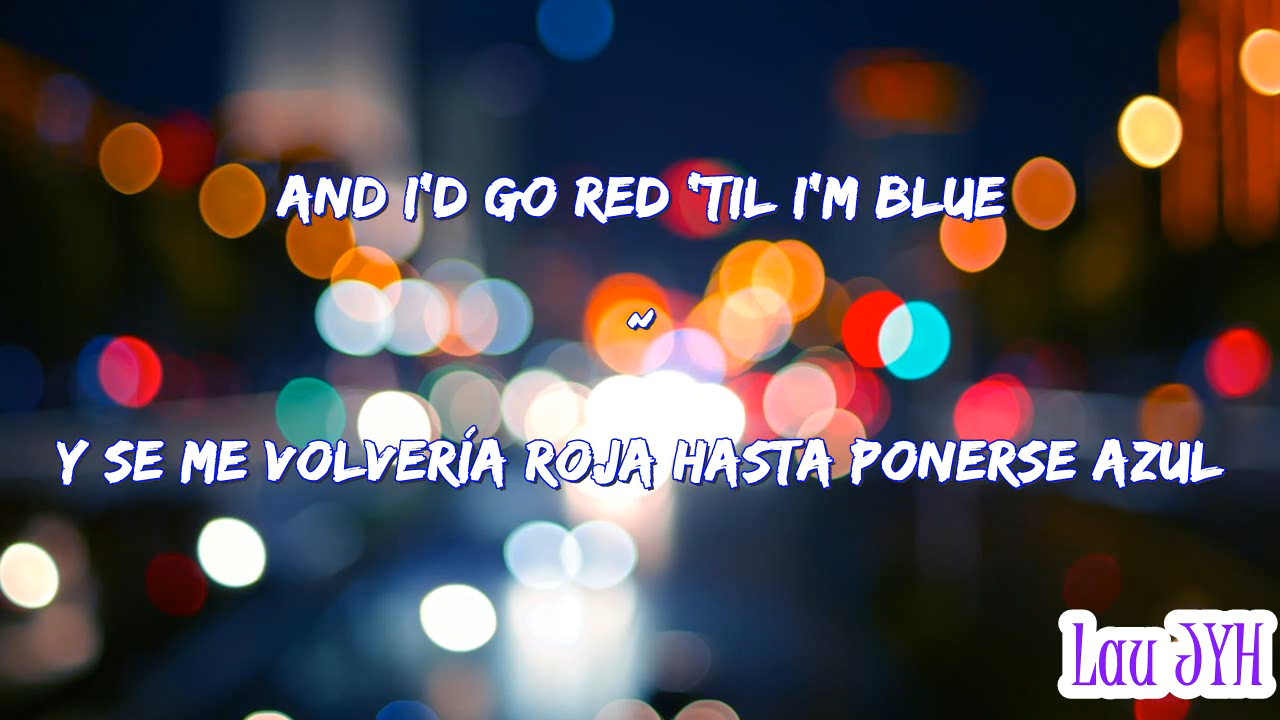 AND I'D GO RED 'TIL I'M BLUE
~
Y SE ME VOLVERÍA ROJA HASTA PONERSE AZUL
Lau JYH